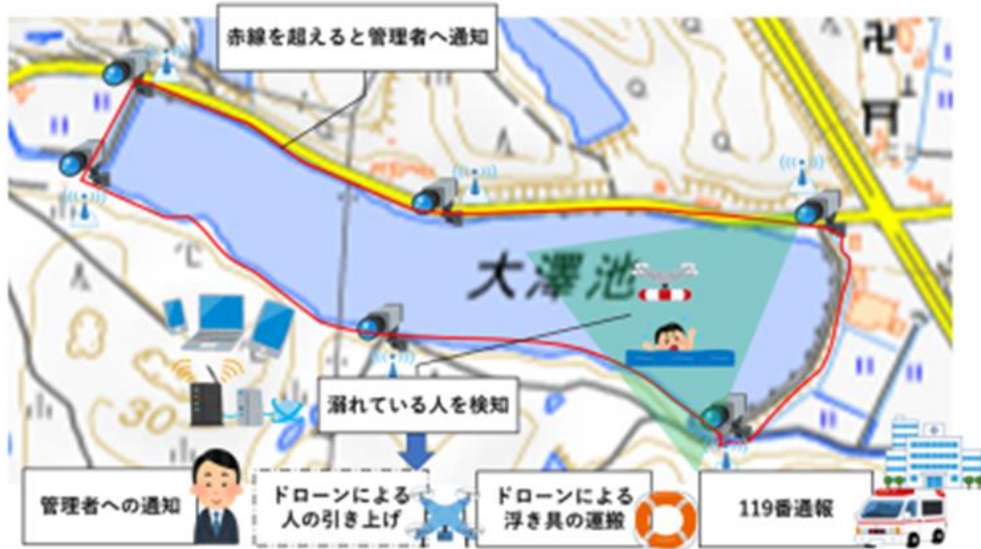 赤線を超えると管理者へ通知
大澤池
溺れている人を検知
30
管理者への通知
ドローンによる
人の引き上げ
ドローンによる
浮き具の運搬
119番通報